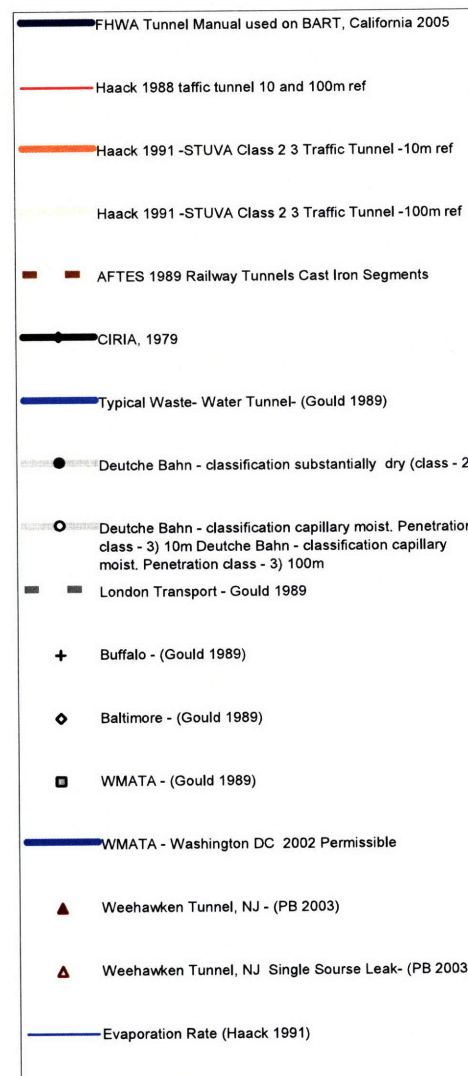 FHWA Tunnel Manual used on BART, California 2005
Haack 1988 taffic tunnel 10 and 100m ref
Haack 1991 -STUVA Class 2 3 Traffic Tunnel -10m ref
Haack 1991 -STUVA Class 2 3 Traffic Tunnel -100m ref
AFTES 1989 Railway Tunnels Cast Iron Segments
CIRIA, 1979
Typical Waste- Water Tunnel- (Gould 1989)
Deutche Bahn - classification substantially dry (class - 2
Deutche Bahn - classification capillary moist. Penetration
class - 3) 10m Deutche Bahn - classification capillary
moist. Penetration class - 3) 100m
London Transport - Gould 1989
Buffalo - (Gould 1989)
Baltimore - (Gould 1989)
WMATA - (Gould 1989)
WMATA - Washington DC 2002 Permissible
Weehawken Tunnel, NJ - (PB 2003)
Weehawken Tunnel, NJ Single Sourse Leak- (PB 2003
Evaporation Rate (Haack 1991)